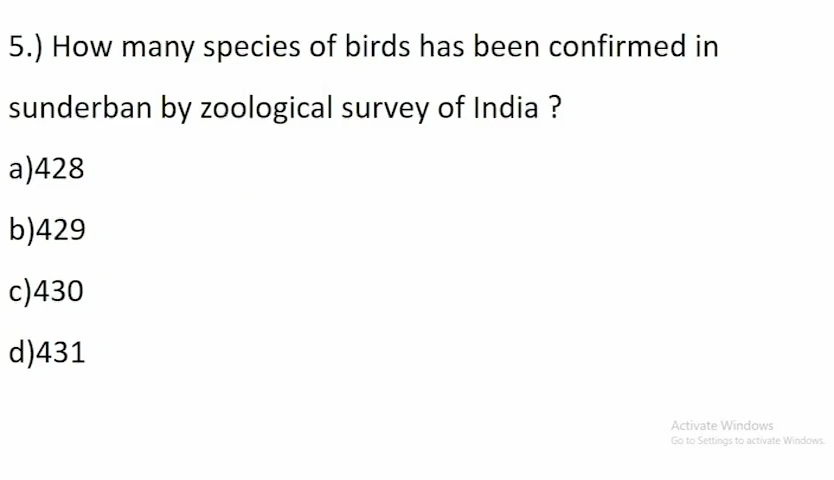 5.) How many species of birds has been confirmed in
sunderban by zoological survey of India ?
a)428
b)429
c)430
d)431
Activate Windows
Go to Settings to activate Windows.